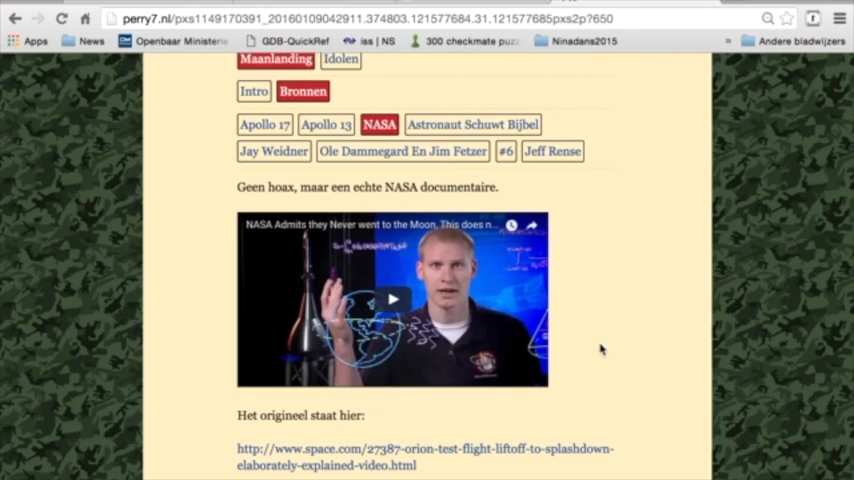 perry7.nl/pxs1149170391_20160109042911.374803.121577684.31.121577685pxs2p?650
Apps News Openbaar Ministerie GDB-QuickRef iss | NS 300 checkmate puz Ninadans2015 » Andere bladwijzers
Maanlanding Idolen
Intro Bronnen
Apollo 17 Apollo 13 NASA Astronaut Schuwt Bijbel
Jay Weidner Ole Dammegard En Jim Fetzer #6 Jeff Rense
Geen hoax, maar een echte NASA documentaire.
NASA Admits they Never went to the Moon, This does n...
Het origineel staat hier:
http://www.space.com/27387-orion-test-flight-liftoff-to-splashdown-
elaborately-explained-video.html